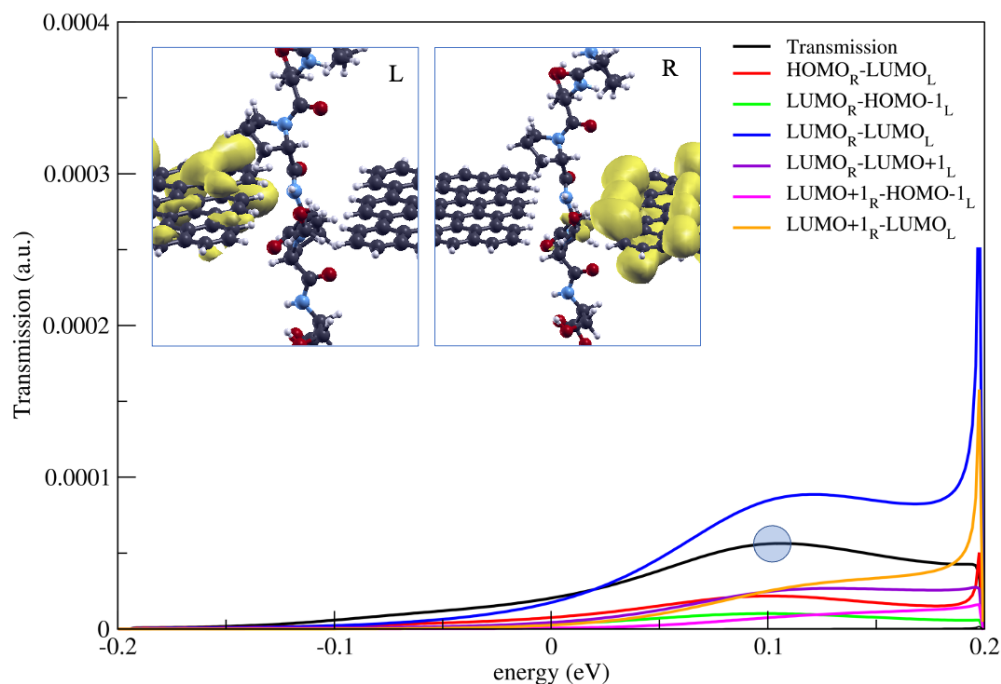 0.0004
0.0003
0.0002
0.0001
0
Transmission (a.u.)
L
R
Transmission
HOMO_R-LUMO_L
LUMO_R-HOMO-1_L
LUMO_R-LUMO_L
LUMO_R-LUMO+1_L
LUMO+1_R-HOMO-1_L
LUMO+1_R-LUMO_L
-0.2
-0.1
0
0.1
0.2
energy (eV)